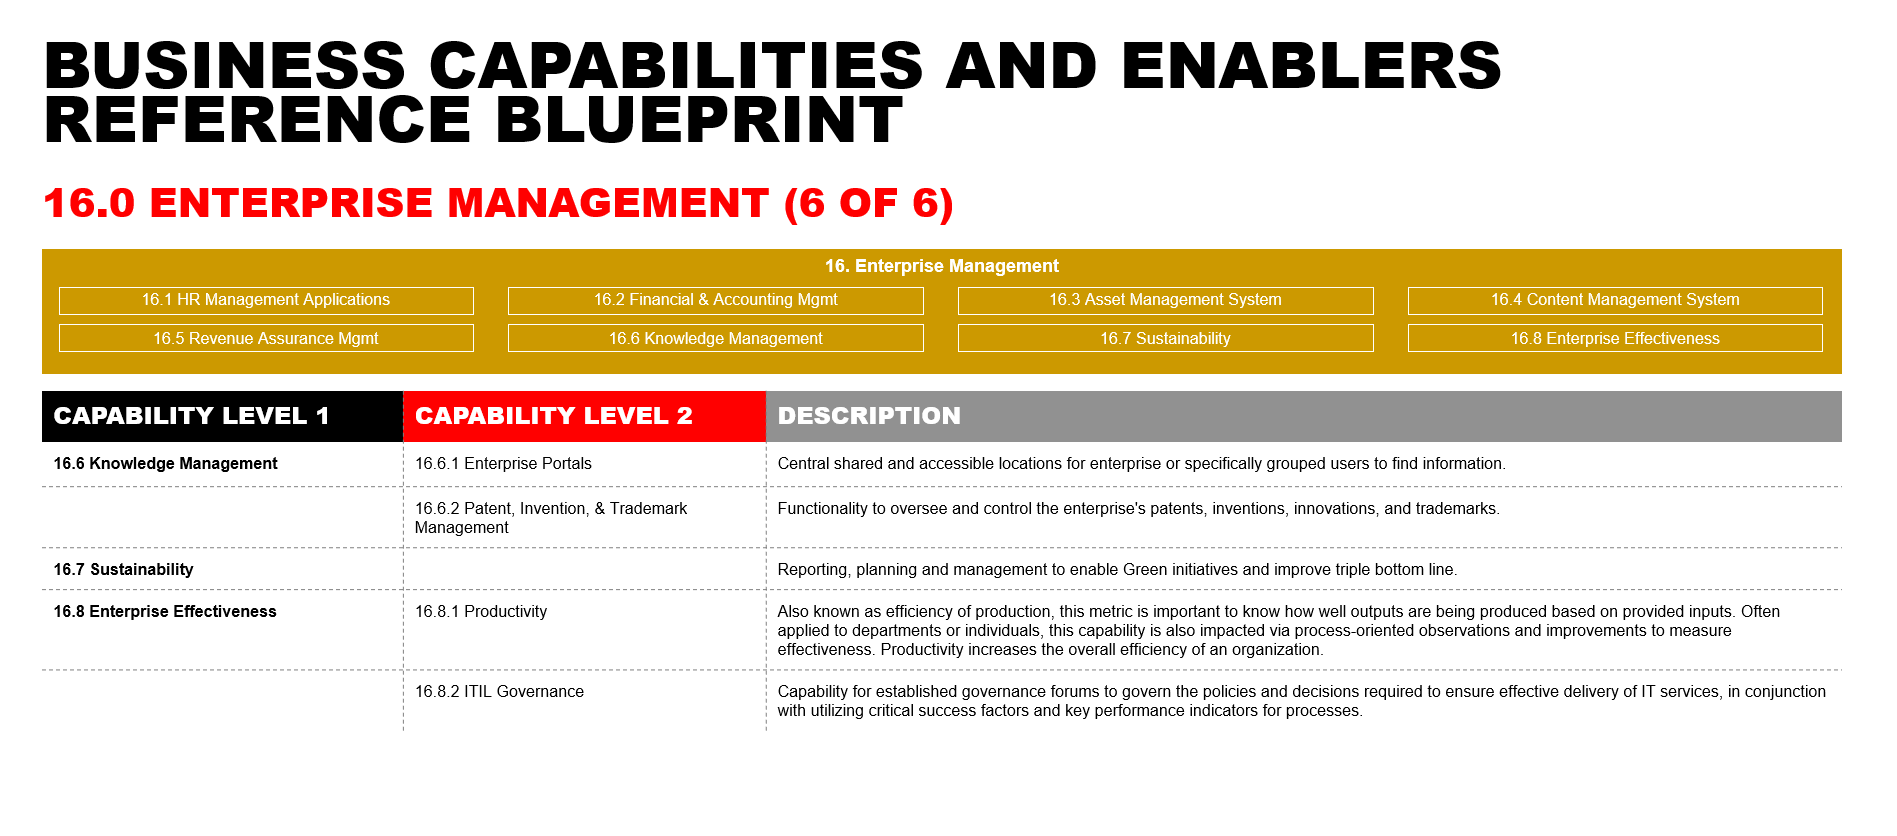 BUSINESS CAPABILITIES AND ENABLERS
REFERENCE BLUEPRINT
16.0 ENTERPRISE MANAGEMENT (6 OF 6)
16. Enterprise Management
16.1 HR Management Applications
16.2 Financial & Accounting Mgmt
16.3 Asset Management System
16.4 Content Management System
16.5 Revenue Assurance Mgmt
16.6 Knowledge Management
16.7 Sustainability
16.8 Enterprise Effectiveness
CAPABILITY LEVEL 1
CAPABILITY LEVEL 2
DESCRIPTION
16.6 Knowledge Management
16.6.1 Enterprise Portals
Central shared and accessible locations for enterprise or specifically grouped users to find information.
16.6.2 Patent, Invention, & Trademark
Management
Functionality to oversee and control the enterprise's patents, inventions, innovations, and trademarks.
16.7 Sustainability
Reporting, planning and management to enable Green initiatives and improve triple bottom line.
16.8 Enterprise Effectiveness
16.8.1 Productivity
Also known as efficiency of production, this metric is important to know how well outputs are being produced based on provided inputs. Often
applied to departments or individuals, this capability is also impacted via process-oriented observations and improvements to measure
effectiveness. Productivity increases the overall efficiency of an organization.
16.8.2 ITIL Governance
Capability for established governance forums to govern the policies and decisions required to ensure effective delivery of IT services, in conjunction
with utilizing critical success factors and key performance indicators for processes.